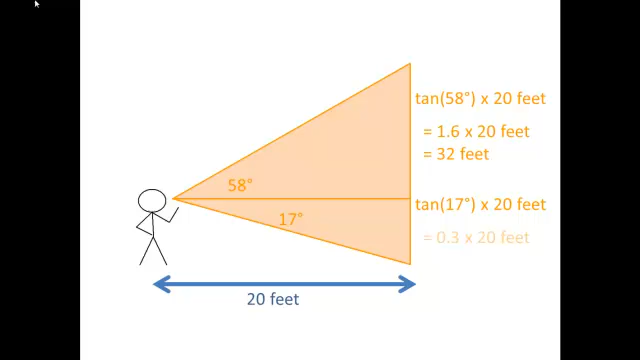 tan(58°) x 20 feet
= 1.6 x 20 feet
= 32 feet
58°
tan(17°) x 20 feet
17°
= 0.3 x 20 feet
20 feet